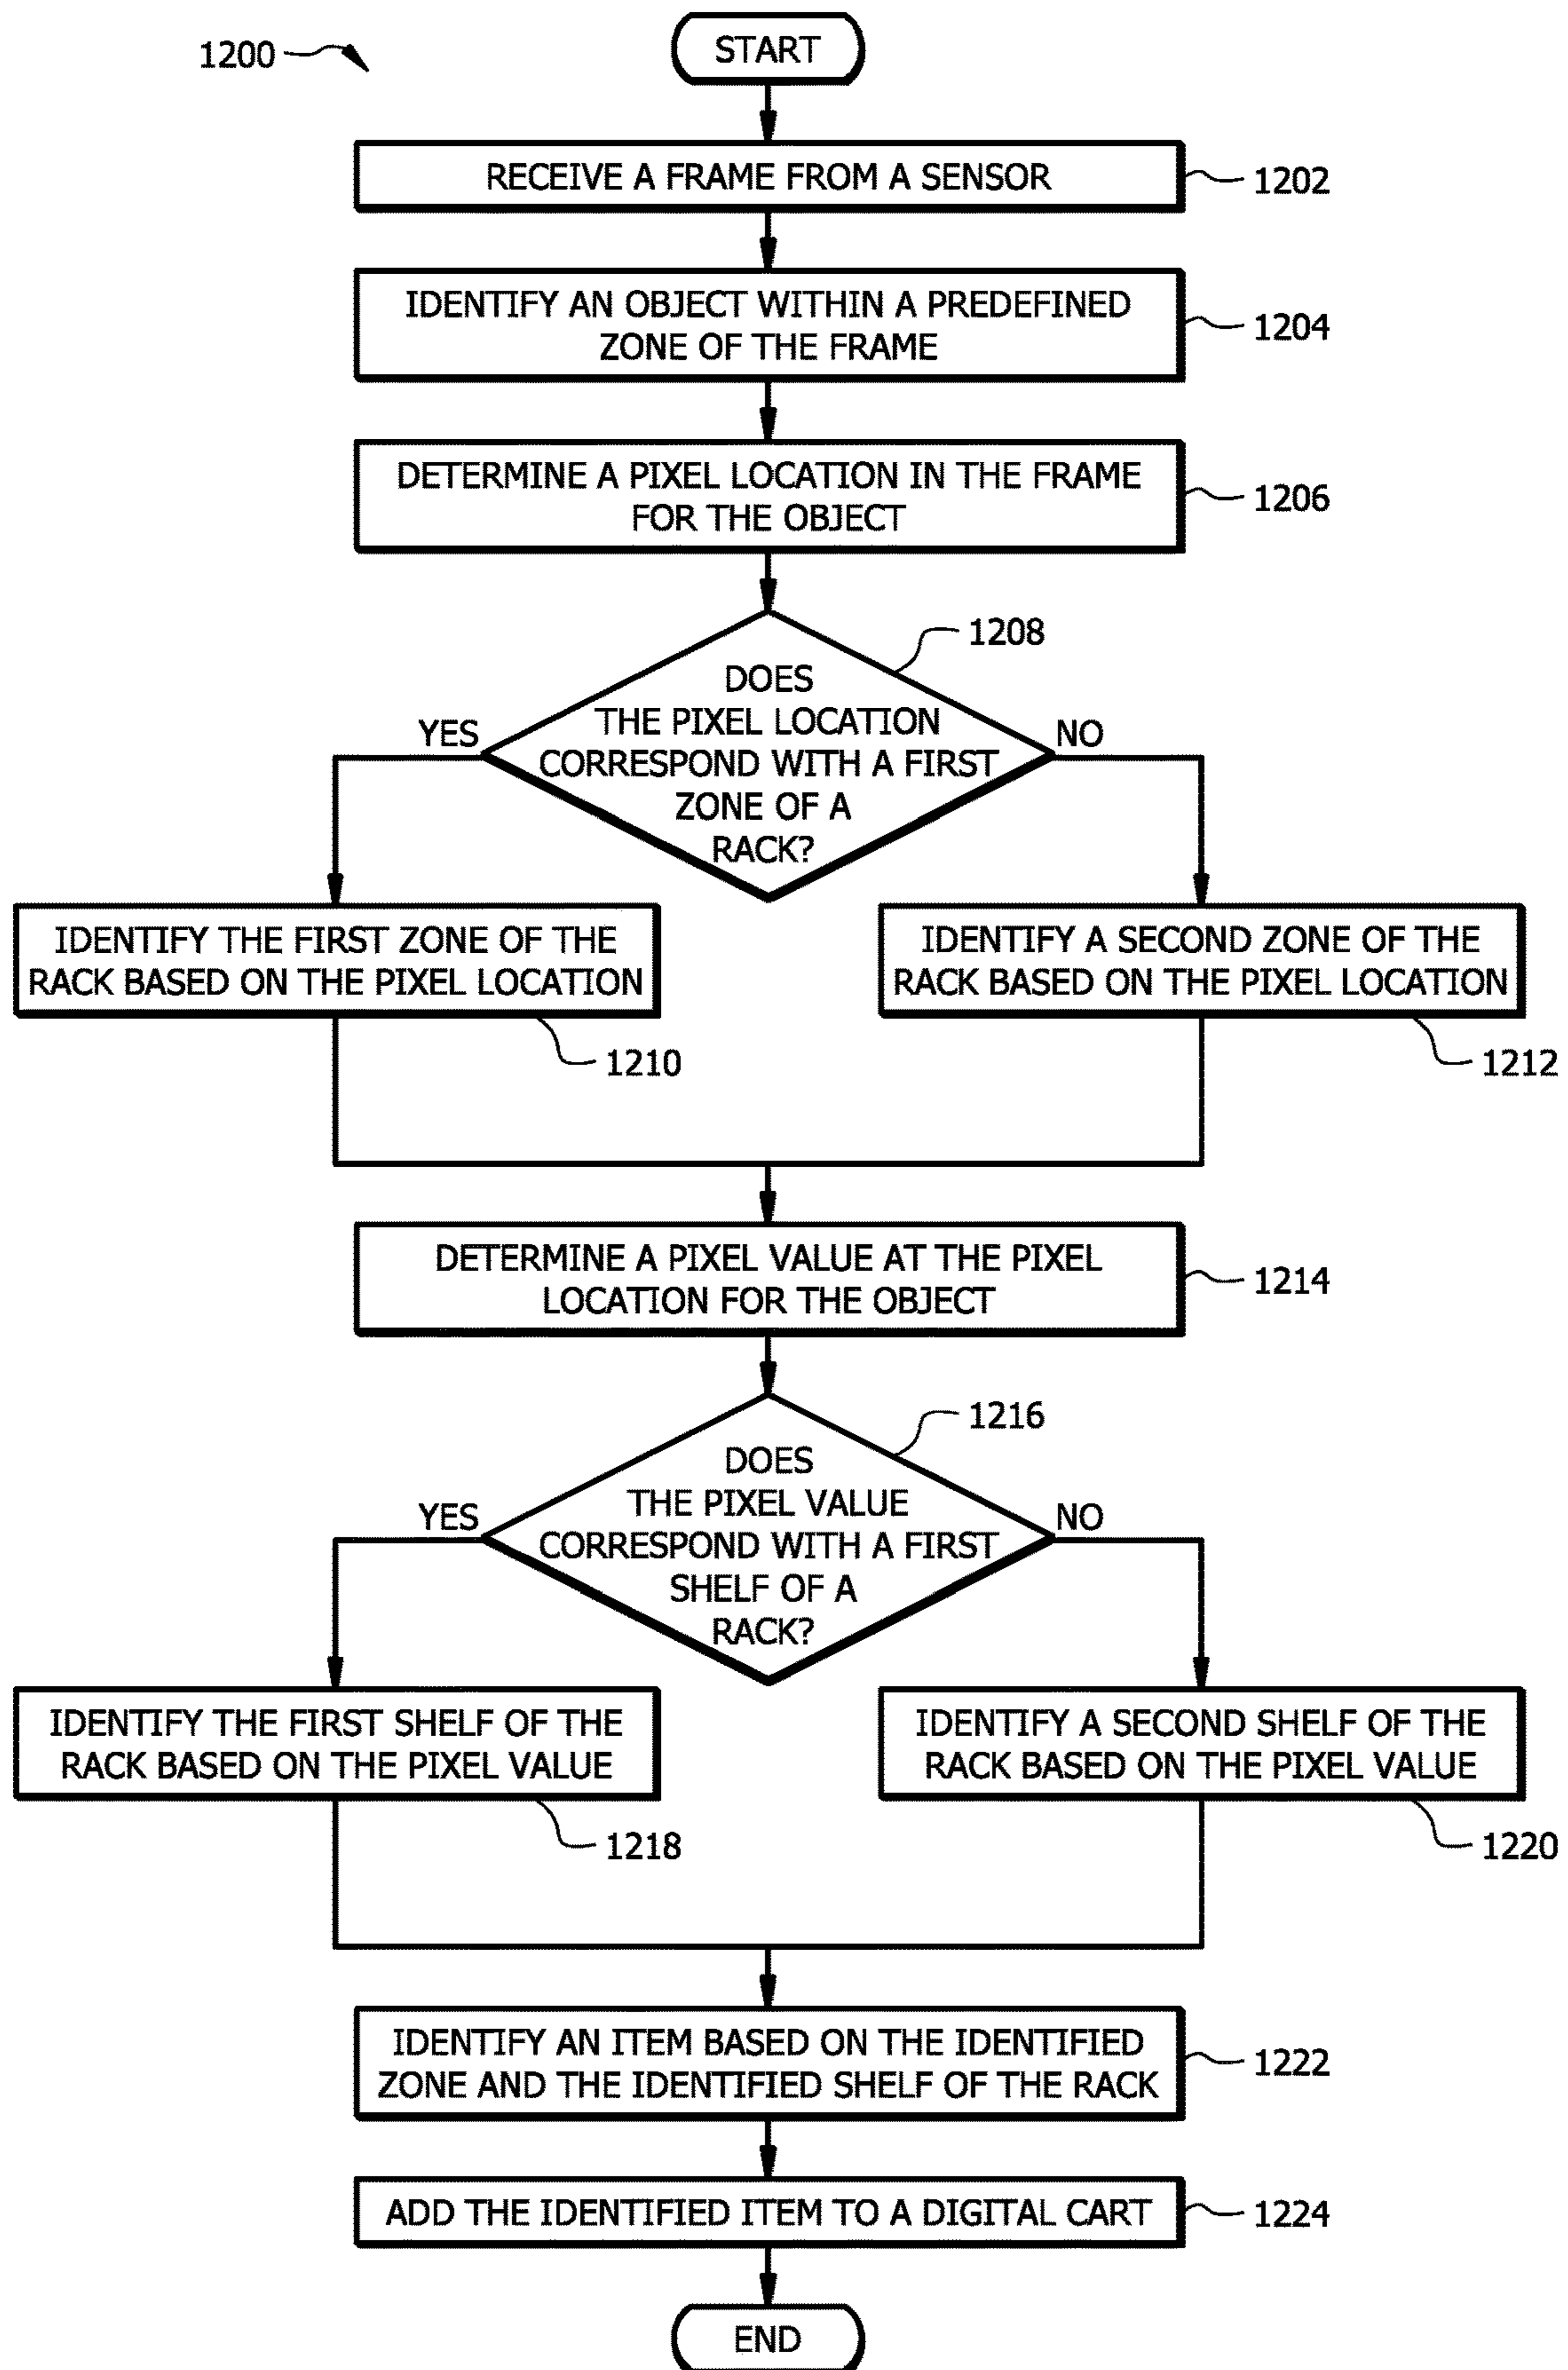 1200
START
RECEIVE A FRAME FROM A SENSOR
1202
IDENTIFY AN OBJECT WITHIN A PREDEFINED
ZONE OF THE FRAME
1204
DETERMINE A PIXEL LOCATION IN THE FRAME
FOR THE OBJECT
1206
1208
DOES
THE PIXEL LOCATION
CORRESPOND WITH A FIRST
ZONE OF A
RACK?
YES
NO
IDENTIFY THE FIRST ZONE OF THE
RACK BASED ON THE PIXEL LOCATION
1210
IDENTIFY A SECOND ZONE OF THE
RACK BASED ON THE PIXEL LOCATION
1212
DETERMINE A PIXEL VALUE AT THE PIXEL
LOCATION FOR THE OBJECT
1214
1216
DOES
THE PIXEL VALUE
CORRESPOND WITH A FIRST
SHELF OF A
RACK?
YES
NO
IDENTIFY THE FIRST SHELF OF THE
RACK BASED ON THE PIXEL VALUE
1218
IDENTIFY A SECOND SHELF OF THE
RACK BASED ON THE PIXEL VALUE
1220
IDENTIFY AN ITEM BASED ON THE IDENTIFIED
ZONE AND THE IDENTIFIED SHELF OF THE RACK
1222
ADD THE IDENTIFIED ITEM TO A DIGITAL CART
1224
END